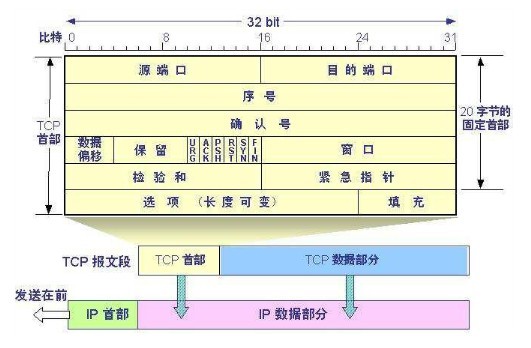 32 bit
比特 0 8 16 24 31
源端口 目的端口
序号
TCP 首部
确认号
20 字节的 固定首部
数据 偏移 保留 URG ACK PSH RST SYN FIN 窗口
检验和 紧急指针
选项 (长度可变) 填充
TCP 报文段 TCP 首部 TCP 数据部分
发送在前
IP 首部 IP 数据部分